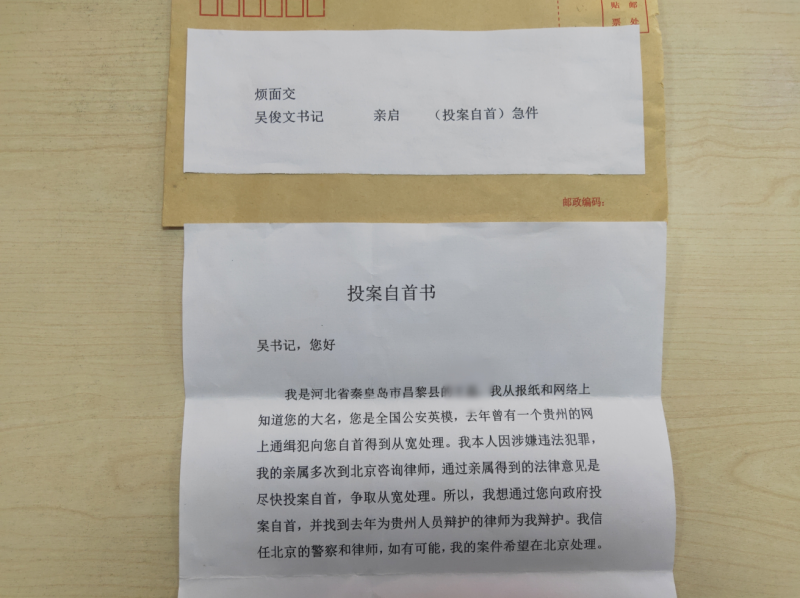 贴 邮
票 处
烦面交
吴俊文书记 亲启 （投案自首）急件
邮政编码：
投案自首书
吴书记，您好
我是河北省秦皇岛市昌黎县的 我从报纸和网络上
知道您的大名，您是全国公安英模，去年曾有一个贵州的网
上通缉犯向您自首得到从宽处理。我本人因涉嫌违法犯罪，
我的亲属多次到北京咨询律师，通过亲属得到的法律意见是
尽快投案自首，争取从宽处理。所以，我想通过您向政府投
案自首，并找到去年为贵州人员辩护的律师为我辩护。我信
任北京的警察和律师，如有可能，我的案件希望在北京处理。